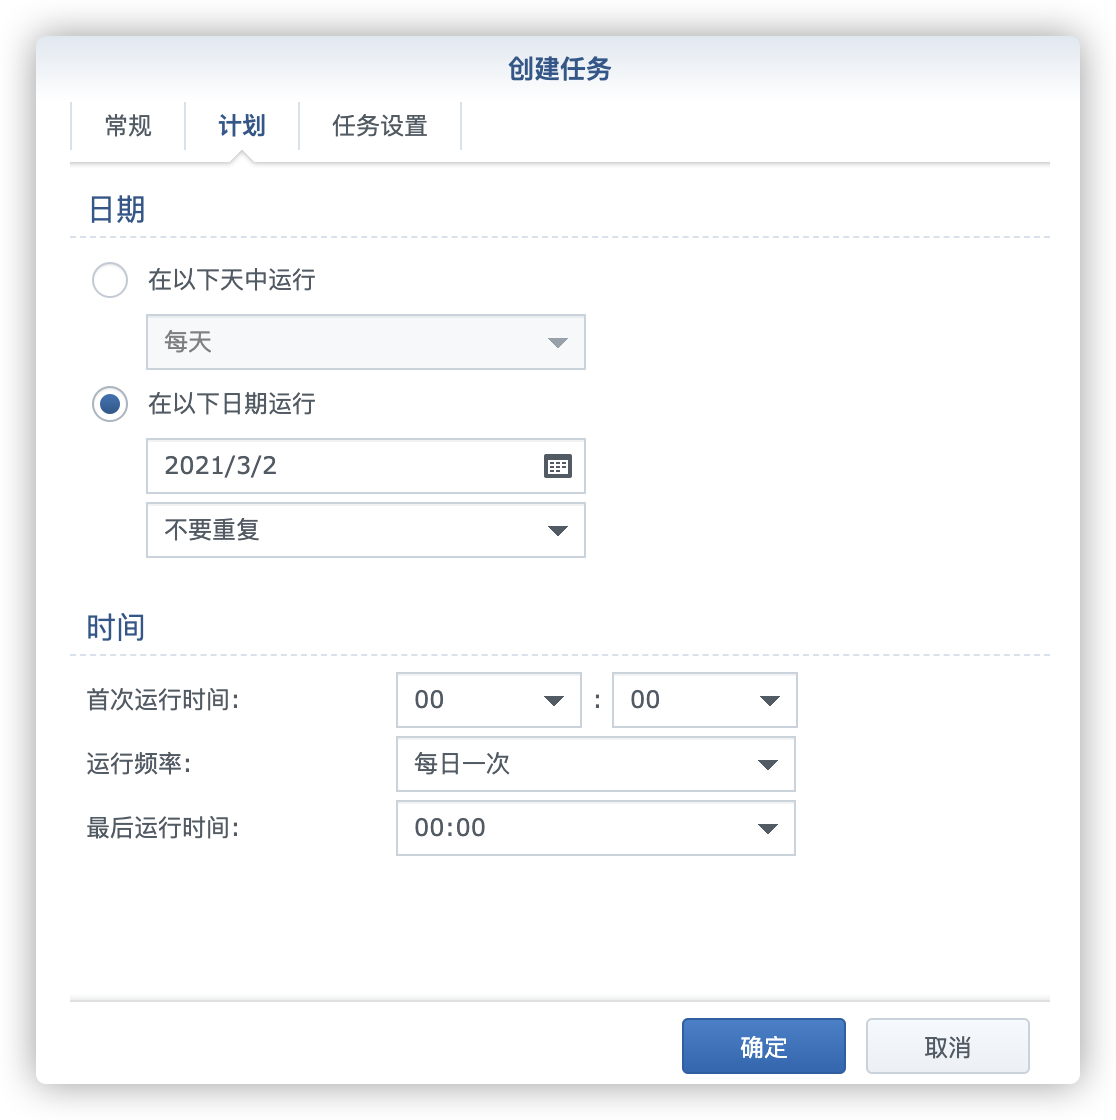 创建任务
常规 计划 任务设置
日期
在以下天中运行
每天
在以下日期运行
2021/3/2
不要重复
时间
首次运行时间: 00 : 00
运行频率: 每日一次
最后运行时间: 00:00
确定 取消